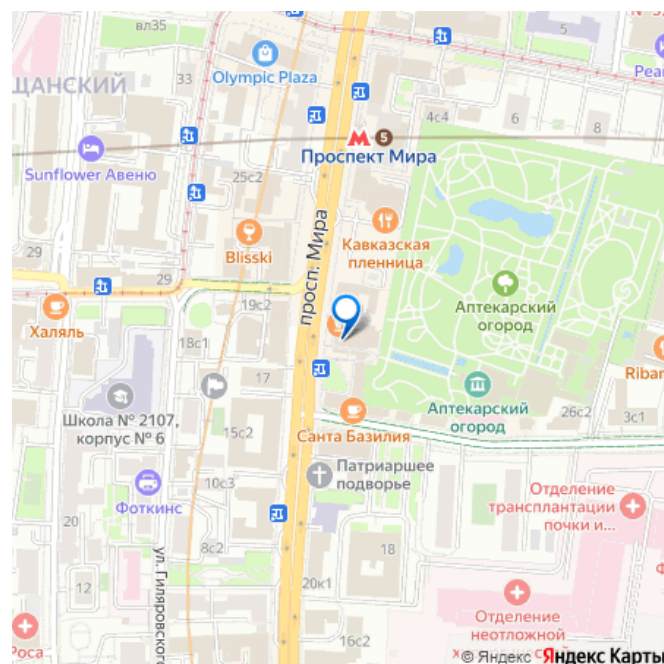 вл35
5
33
Olympic Plaza
Pear
ЩАНСКИЙ
4с4
6
8
5
Проспект Мира
Sunflower Авеню
25с2
просп. Мира
Кавказская
пленница
Blisski
29
29
Халяль
19с2
18с1
Аптекарский
огород
17
Riban
Школа № 2107,
корпус № 6
Аптекарский
огород
26с2
3с1
15с2
Санта Базилия
Патриаршее
подворье
Отделение
трансплантации
почки и...
10с3
Фоткинс
20
8с2
18
ул. Гиляровского
12
20к1
Роса
16с2
Отделение
неотложной
© Яндекс Яндекс Карты